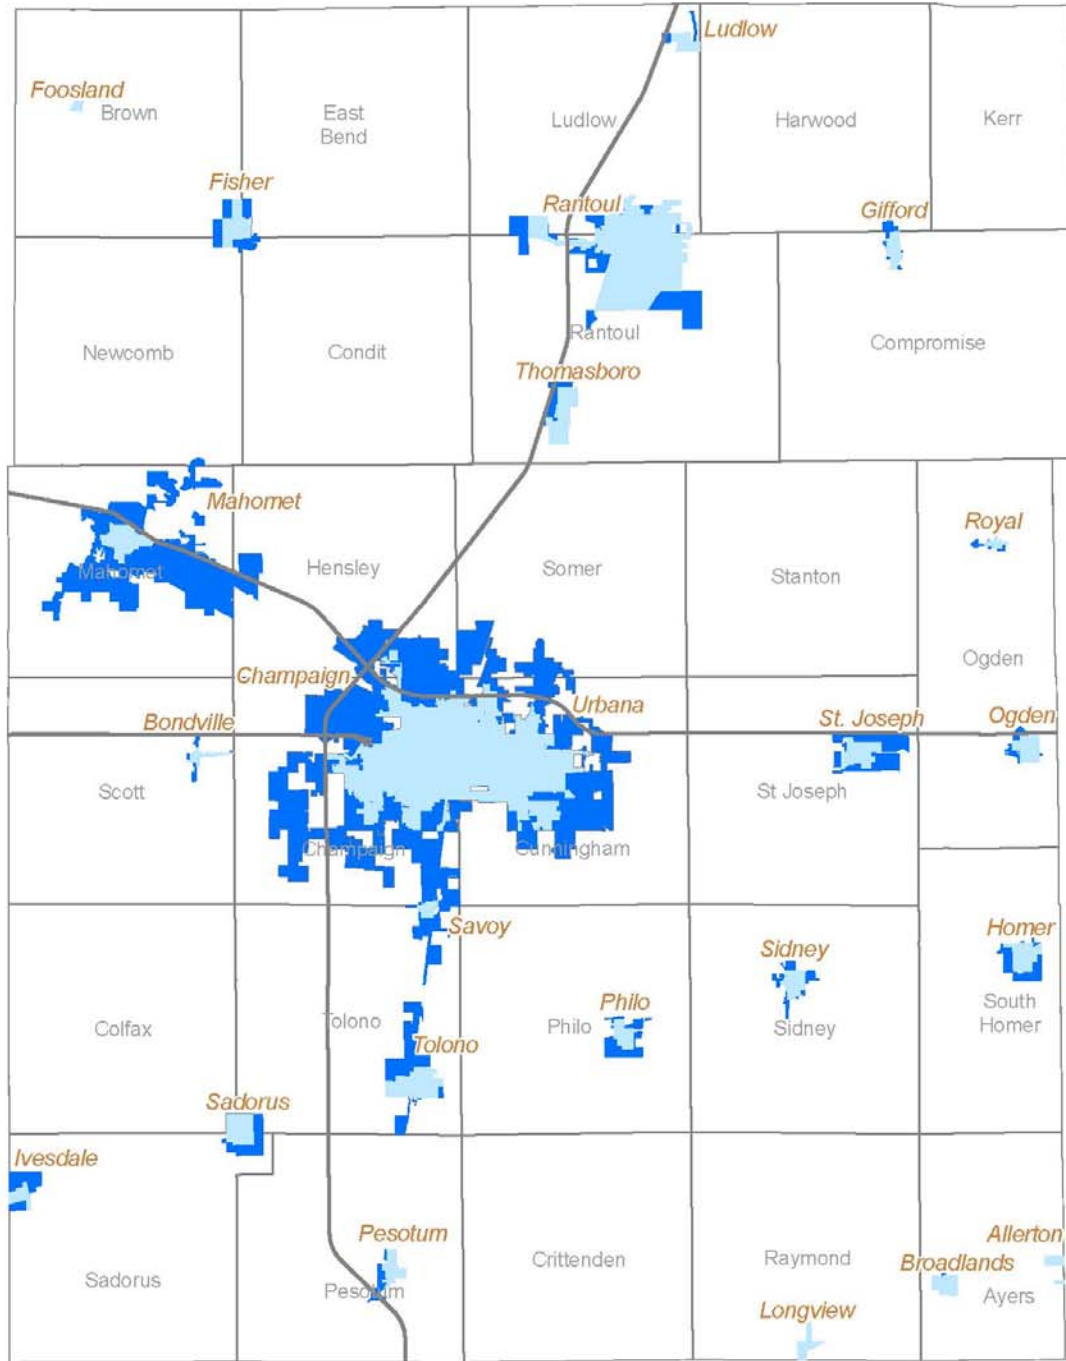 Ludlow
Foosland
Brown
East
Bend
Ludlow
Harwood
Kerr
Fisher
Rantoul
Gifford
Newcomb
Condit
Rantoul
Compromise
Thomasboro
Mahomet
Royal
Mahomet
Hensley
Somer
Stanton
Ogden
Champaign
Urbana
Bondville
St. Joseph
Ogden
Scott
St Joseph
Champaign
Cunningham
Savoy
Homer
Sidney
Philo
Colfax
Tolono
Philo
Sidney
South
Homer
Tolono
Sadorus
Ivesdale
Pesotum
Allerton
Crittenden
Raymond
Broadlands
Sadorus
Pesotum
Ayers
Longview